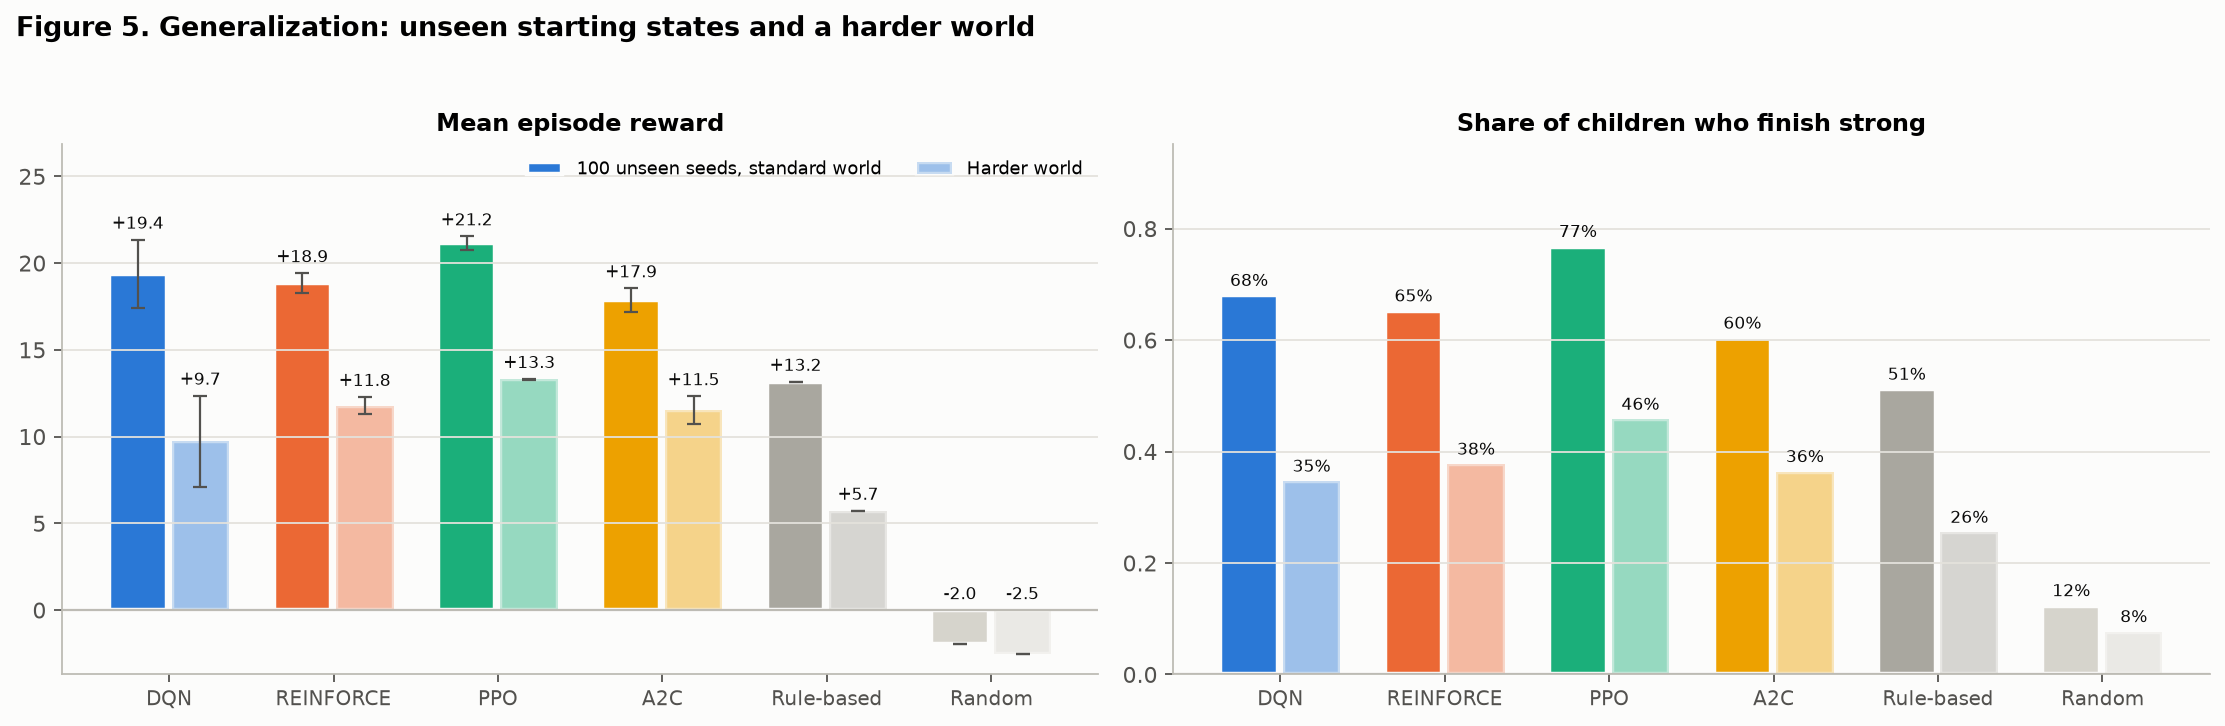 Figure 5. Generalization: unseen starting states and a harder world
Mean episode reward
100 unseen seeds, standard world
Harder world
25
20
15
10
5
0
+19.4
+9.7
+18.9
+11.8
+21.2
+13.3
+17.9
+11.5
+13.2
+5.7
-2.0
-2.5
DQN
REINFORCE
PPO
A2C
Rule-based
Random
Share of children who finish strong
0.8
0.6
0.4
0.2
0.0
68%
35%
65%
38%
77%
46%
60%
36%
51%
26%
12%
8%
DQN
REINFORCE
PPO
A2C
Rule-based
Random